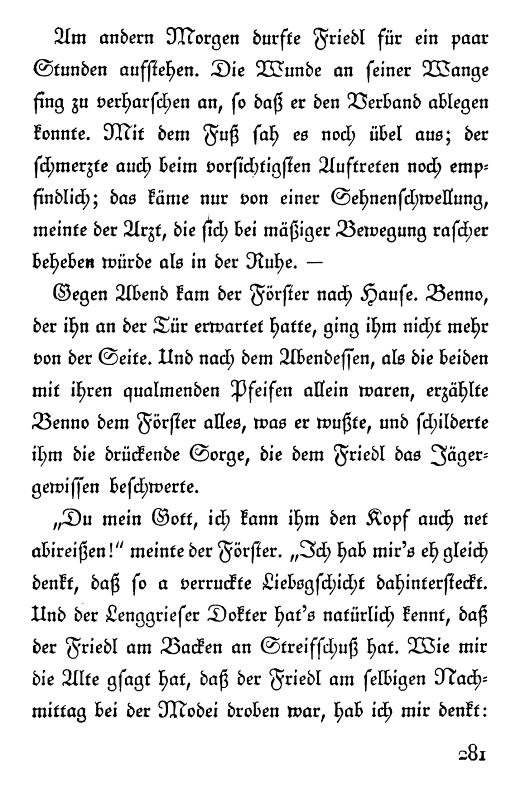 Am andern Morgen durfte Friedl für ein paar
Stunden aufstehen. Die Wunde an seiner Wange
fing zu verharschen an, so daß er den Verband ablegen
konnte. Mit dem Fuß sah es noch übel aus; der
schmerzte auch beim vorsichtigsten Auftreten noch emp-
findlich; das käme nur von einer Sehnenschwellung,
meinte der Arzt, die sich bei mäßiger Bewegung rascher
beheben würde als in der Ruhe. —
Gegen Abend kam der Förster nach Hause. Benno,
der ihn an der Tür erwartet hatte, ging ihm nicht mehr
von der Seite. Und nach dem Abendessen, als die beiden
mit ihren qualmenden Pfeifen allein waren, erzählte
Benno dem Förster alles, was er wußte, und schilderte
ihm die drückende Sorge, die dem Friedl das Jäger-
gewissen beschwerte.
„Du mein Gott, ich kann ihm den Kopf auch net
abireißen!“ meinte der Förster. „Ich hab mir's eh gleich
denkt, daß so a verruckte Liebsgschicht dahintersteckt.
Und der Lenggrieser Dokter hat's natürlich kennt, daß
der Friedl am Backen an Streifschuß hat. Wie mir
die Alte gsagt hat, daß der Friedl am selbigen Nach-
mittag bei der Modei droben war, hab ich mir denkt:
281